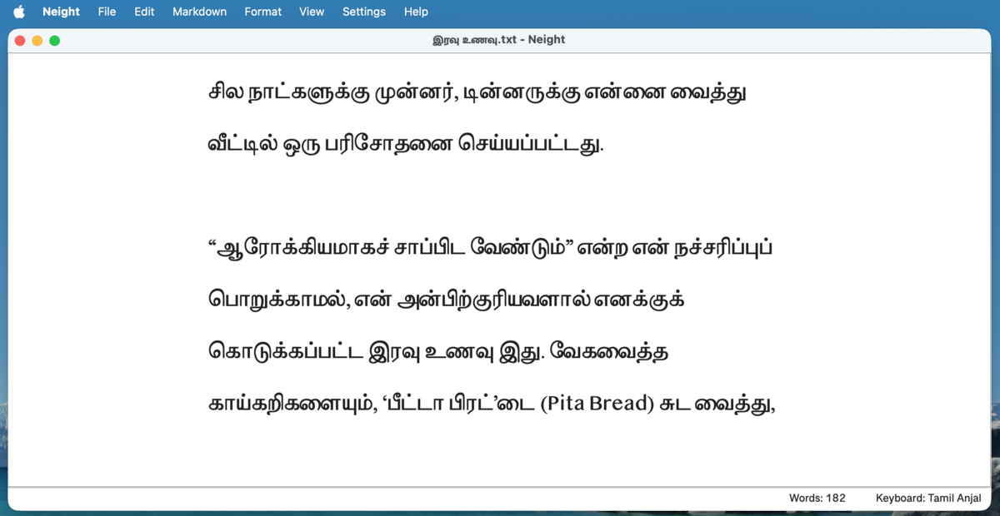 Neight File Edit Markdown Format View Settings Help
இரவு உணவு.txt - Neight
சில நாட்களுக்கு முன்னர், டின்னருக்கு என்னை வைத்து
வீட்டில் ஒரு பரிசோதனை செய்யப்பட்டது.
“ஆரோக்கியமாகச் சாப்பிட வேண்டும்” என்ற என் நச்சரிப்புப்
பொறுக்காமல், என் அன்பிற்குரியவளால் எனக்குக்
கொடுக்கப்பட்ட இரவு உணவு இது. வேகவைத்த
காய்கறிகளையும், ‘பீட்டா பிரட்’டை (Pita Bread) சுட வைத்து,
Words: 182 Keyboard: Tamil Anjal